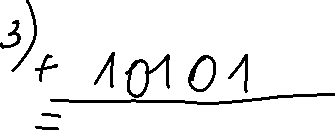 3)
+ 10101
=